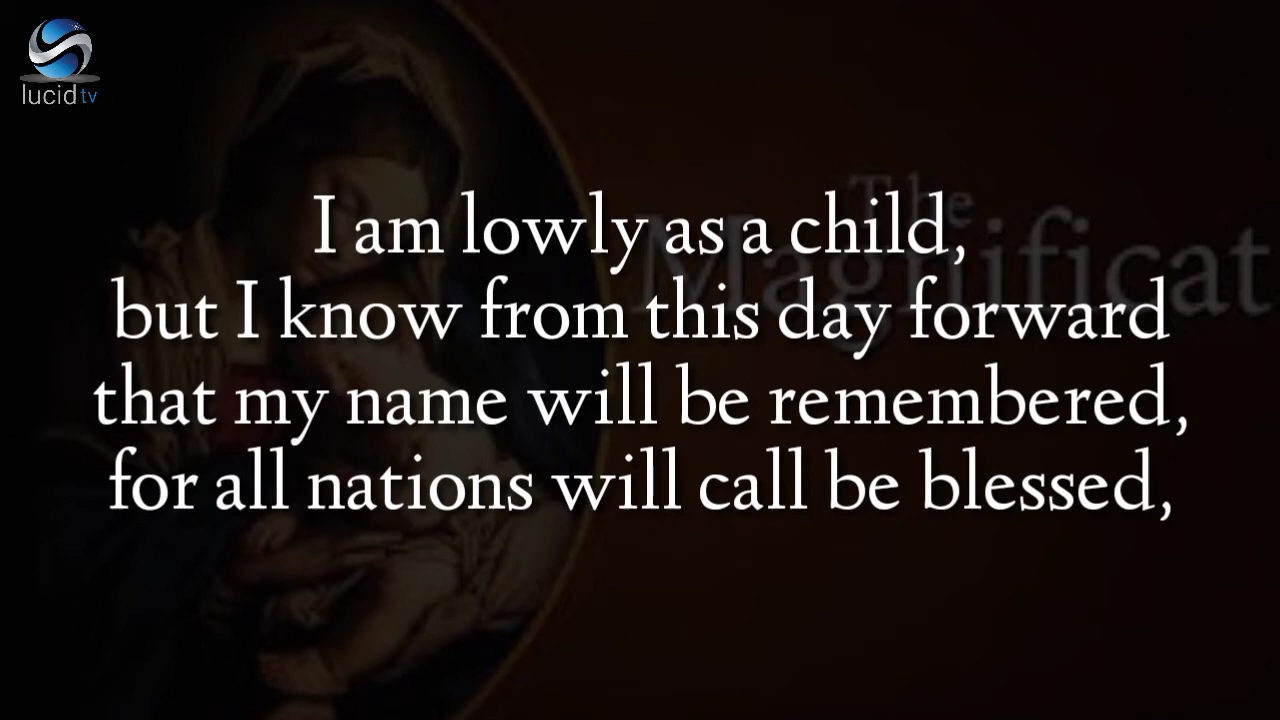 lucid tv
The
Magnificat
I am lowly as a child,
but I know from this day forward
that my name will be remembered,
for all nations will call be blessed,